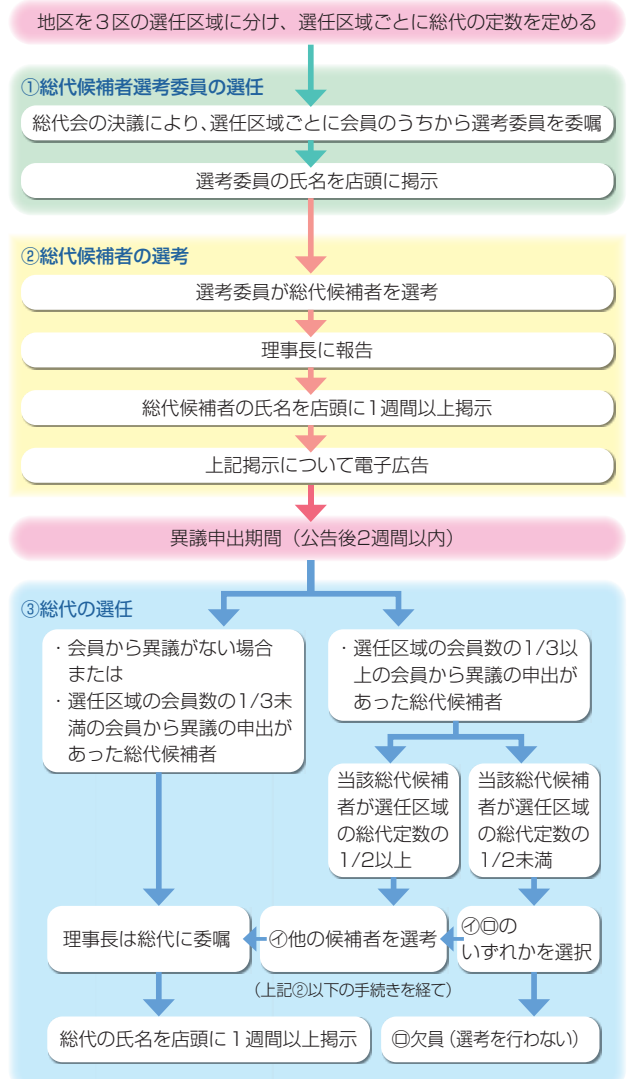 地区を３区の選任区域に分け、選任区域ごとに総代の定数を定める
①総代候補者選考委員の選任
総代会の決議により、選任区域ごとに会員のうちから選考委員を委嘱
選考委員の氏名を店頭に掲示
②総代候補者の選考
選考委員が総代候補者を選考
理事長に報告
総代候補者の氏名を店頭に1週間以上掲示
上記掲示について電子広告
異議申出期間（公告後2週間以内）
③総代の選任
・会員から異議がない場合
または
・選任区域の会員数の1/3未
満の会員から異議の申出が
あった総代候補者
・選任区域の会員数の1/3以
上の会員から異議の申出が
あった総代候補者
当該総代候補
者が選任区域
の総代定数の
1/2以上
当該総代候補
者が選任区域
の総代定数の
1/2未満
理事長は総代に委嘱
㋑他の候補者を選考
㋑㋺の
いずれかを選択
（上記②以下の手続きを経て）
総代の氏名を店頭に１週間以上掲示
㋺欠員（選考を行わない）